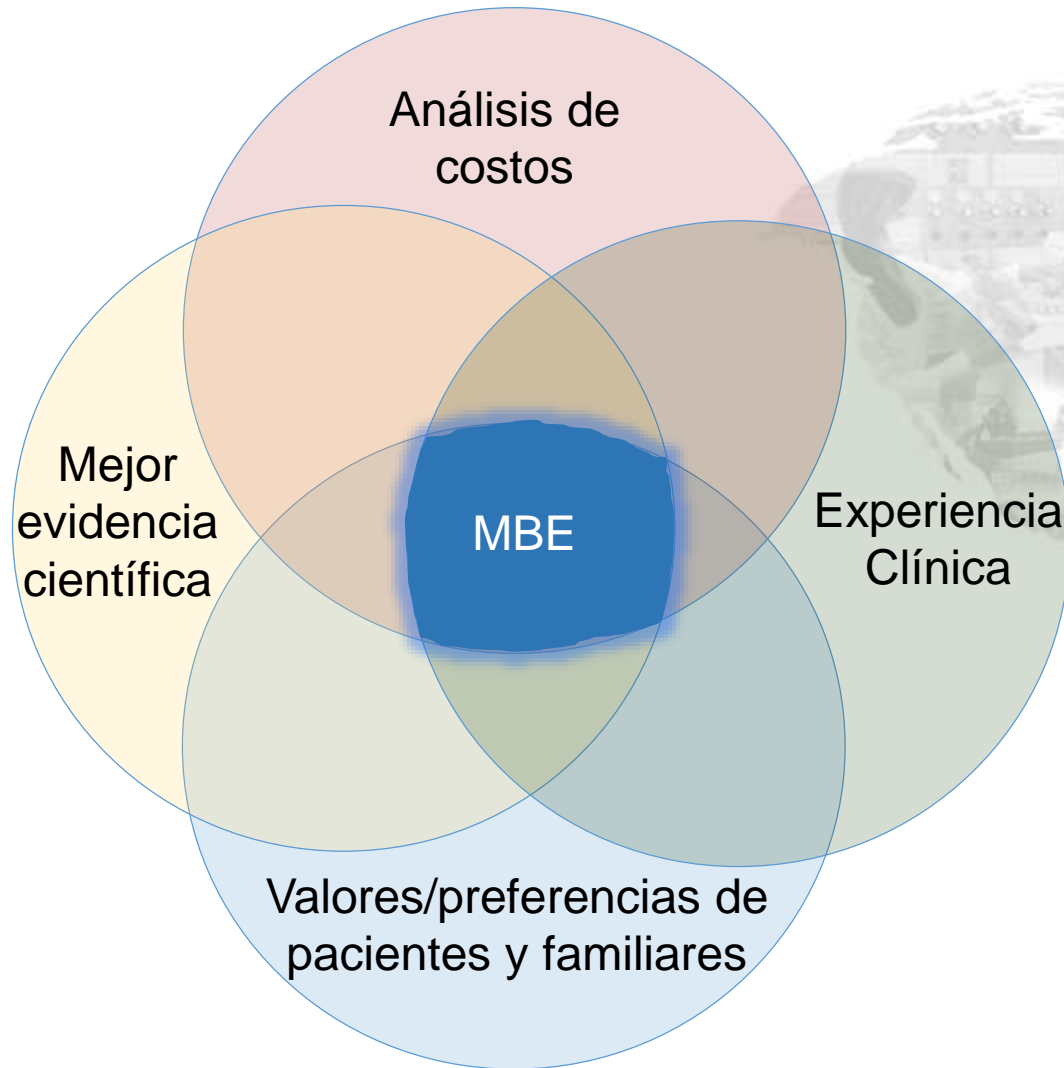 Análisis de
costos
Mejor
evidencia
científica
MBE
Experiencia
Clínica
Valores/preferencias de
pacientes y familiares